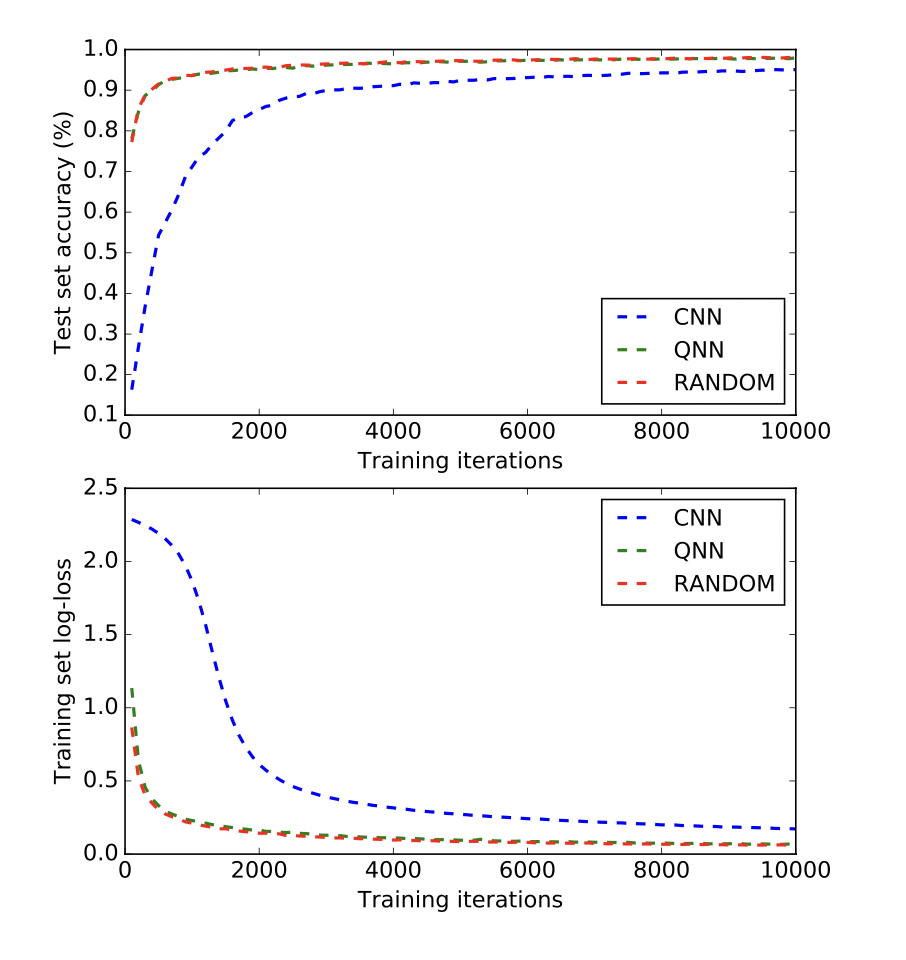 Test set accuracy (%)
1.0
0.9
0.8
0.7
0.6
0.5
0.4
0.3
0.2
0.1
CNN
QNN
RANDOM
0 2000 4000 6000 8000 10000
Training iterations
Training set log-loss
2.5
2.0
1.5
1.0
0.5
0.0
CNN
QNN
RANDOM
0 2000 4000 6000 8000 10000
Training iterations